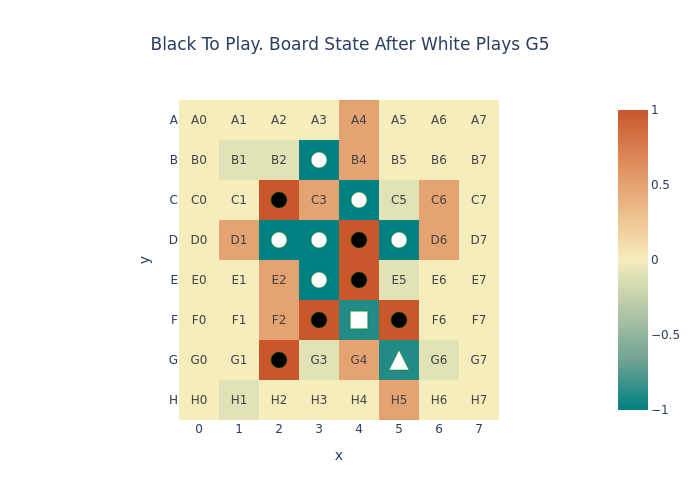 Black To Play. Board State After White Plays G5
A A0 A1 A2 A3 A4 A5 A6 A7
B B0 B1 B2 B4 B5 B6 B7
C C0 C1 C3 C5 C6 C7
D D0 D1 D6 D7
E E0 E1 E2 E5 E6 E7
F F0 F1 F2 F6 F7
G G0 G1 G3 G4 G6 G7
H H0 H1 H2 H3 H4 H5 H6 H7
0 1 2 3 4 5 6 7
x
y
1
0.5
0
−0.5
−1